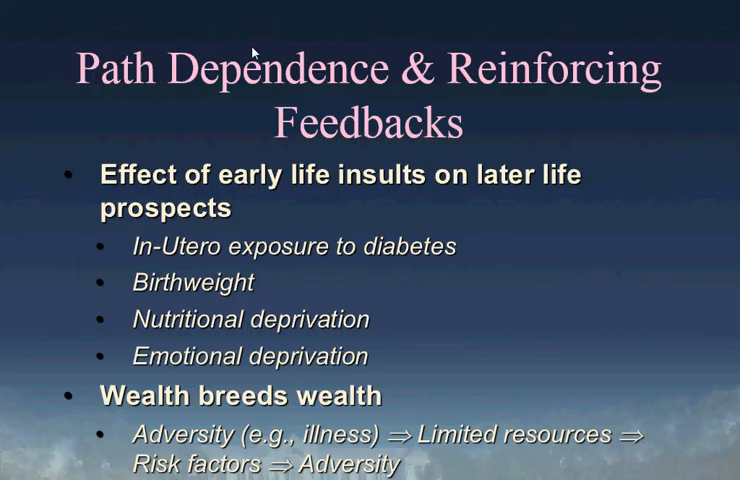 Path Dependence & Reinforcing
Feedbacks
• Effect of early life insults on later life
prospects
• In-Utero exposure to diabetes
• Birthweight
• Nutritional deprivation
• Emotional deprivation
• Wealth breeds wealth
• Adversity (e.g., illness) ⇒ Limited resources ⇒
Risk factors ⇒ Adversity